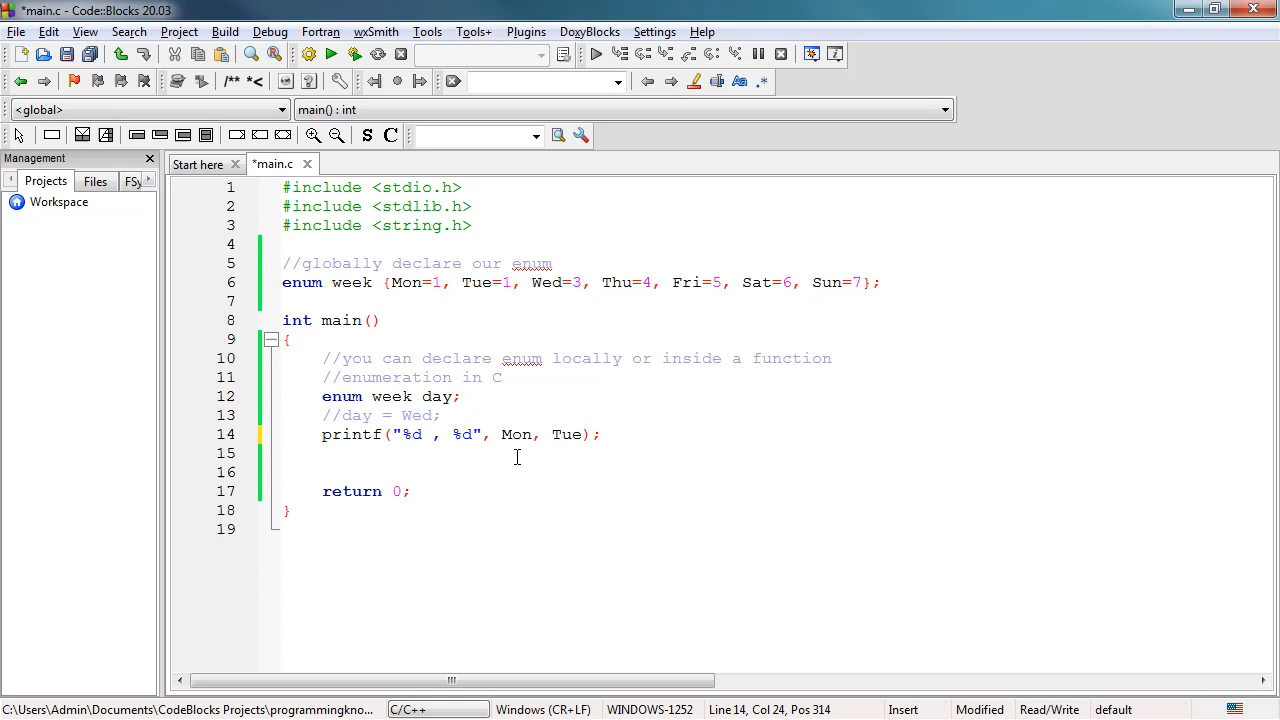 *main.c - Code::Blocks 20.03
File Edit View Search Project Build Debug Fortran wxSmith Tools Tools+ Plugins DoxyBlocks Settings Help
/** *<
<global> main() : int
S C
Management
Start here *main.c
Projects Files FSy
Workspace
1 #include <stdio.h>
2 #include <stdlib.h>
3 #include <string.h>
4
5 //globally declare our enum
6 enum week {Mon=1, Tue=1, Wed=3, Thu=4, Fri=5, Sat=6, Sun=7};
7
8 int main()
9 {
10 //you can declare enum locally or inside a function
11 //enumeration in C
12 enum week day;
13 //day = Wed;
14 printf("%d , %d", Mon, Tue);
15
16
17 return 0;
18 }
19
C:\Users\Admin\Documents\CodeBlocks Projects\programmingkno... C/C++ Windows (CR+LF) WINDOWS-1252 Line 14, Col 24, Pos 314 Insert Modified Read/Write default